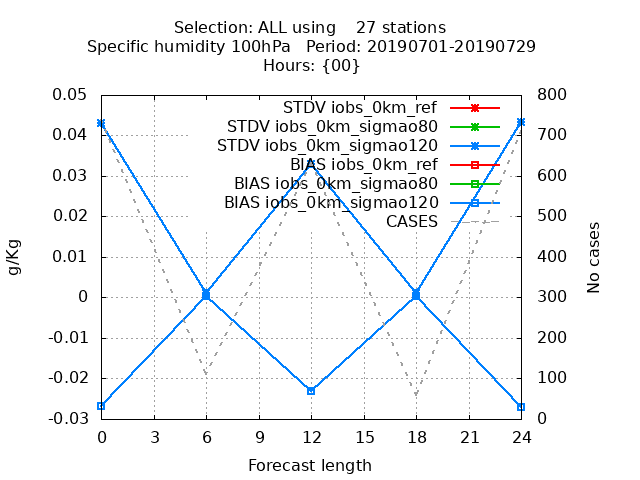 Selection: ALL using    27 stations
Specific humidity 100hPa   Period: 20190701-20190729
Hours: {00}
0.05
0.04
0.03
0.02
0.01
0
-0.01
-0.02
-0.03
g/Kg
STDV iobs_0km_ref
STDV iobs_0km_sigmao80
STDV iobs_0km_sigmao120
BIAS iobs_0km_ref
BIAS iobs_0km_sigmao80
BIAS iobs_0km_sigmao120
CASES
800
700
600
500
400
300
200
100
0
No cases
0 3 6 9 12 15 18 21 24
Forecast length